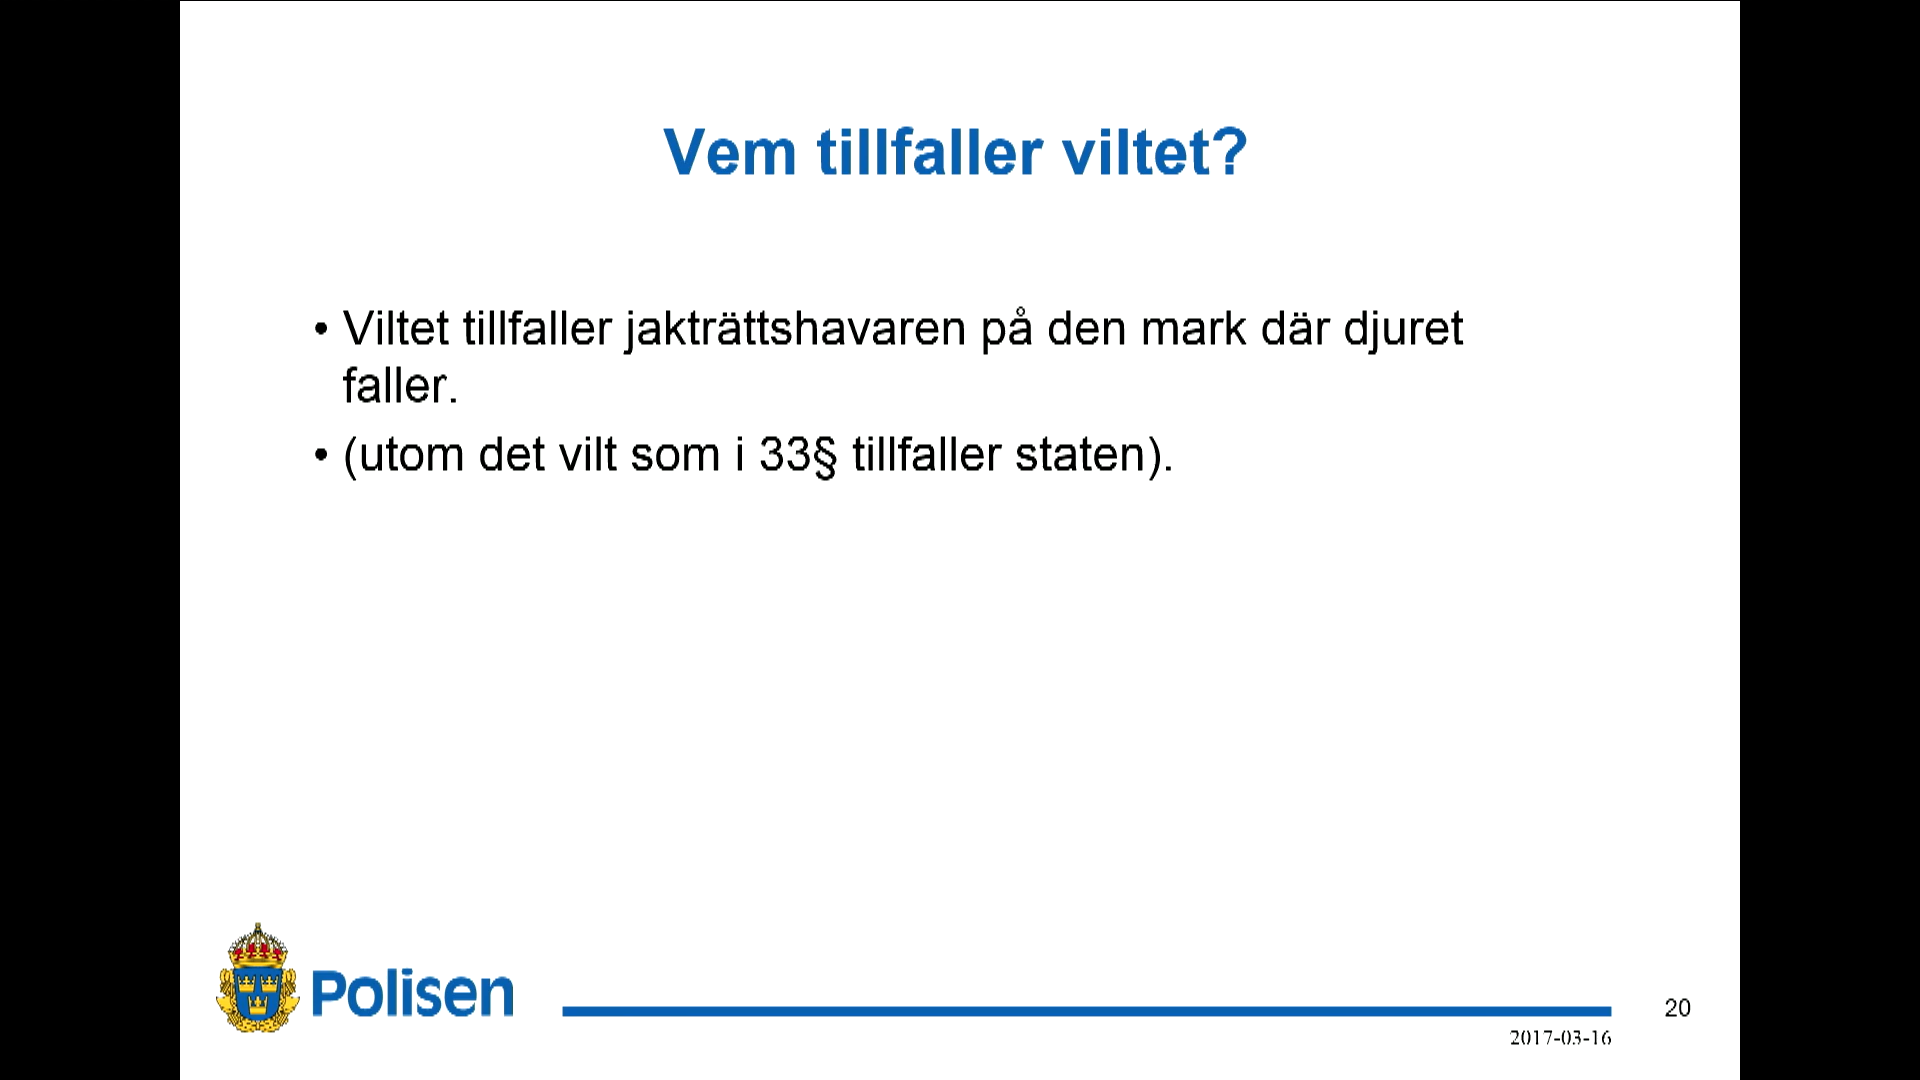 Vem tillfaller viltet?
• Viltet tillfaller jakträttshavaren på den mark där djuret
faller.
• (utom det vilt som i 33§ tillfaller staten).
Polisen
20
2017-03-16